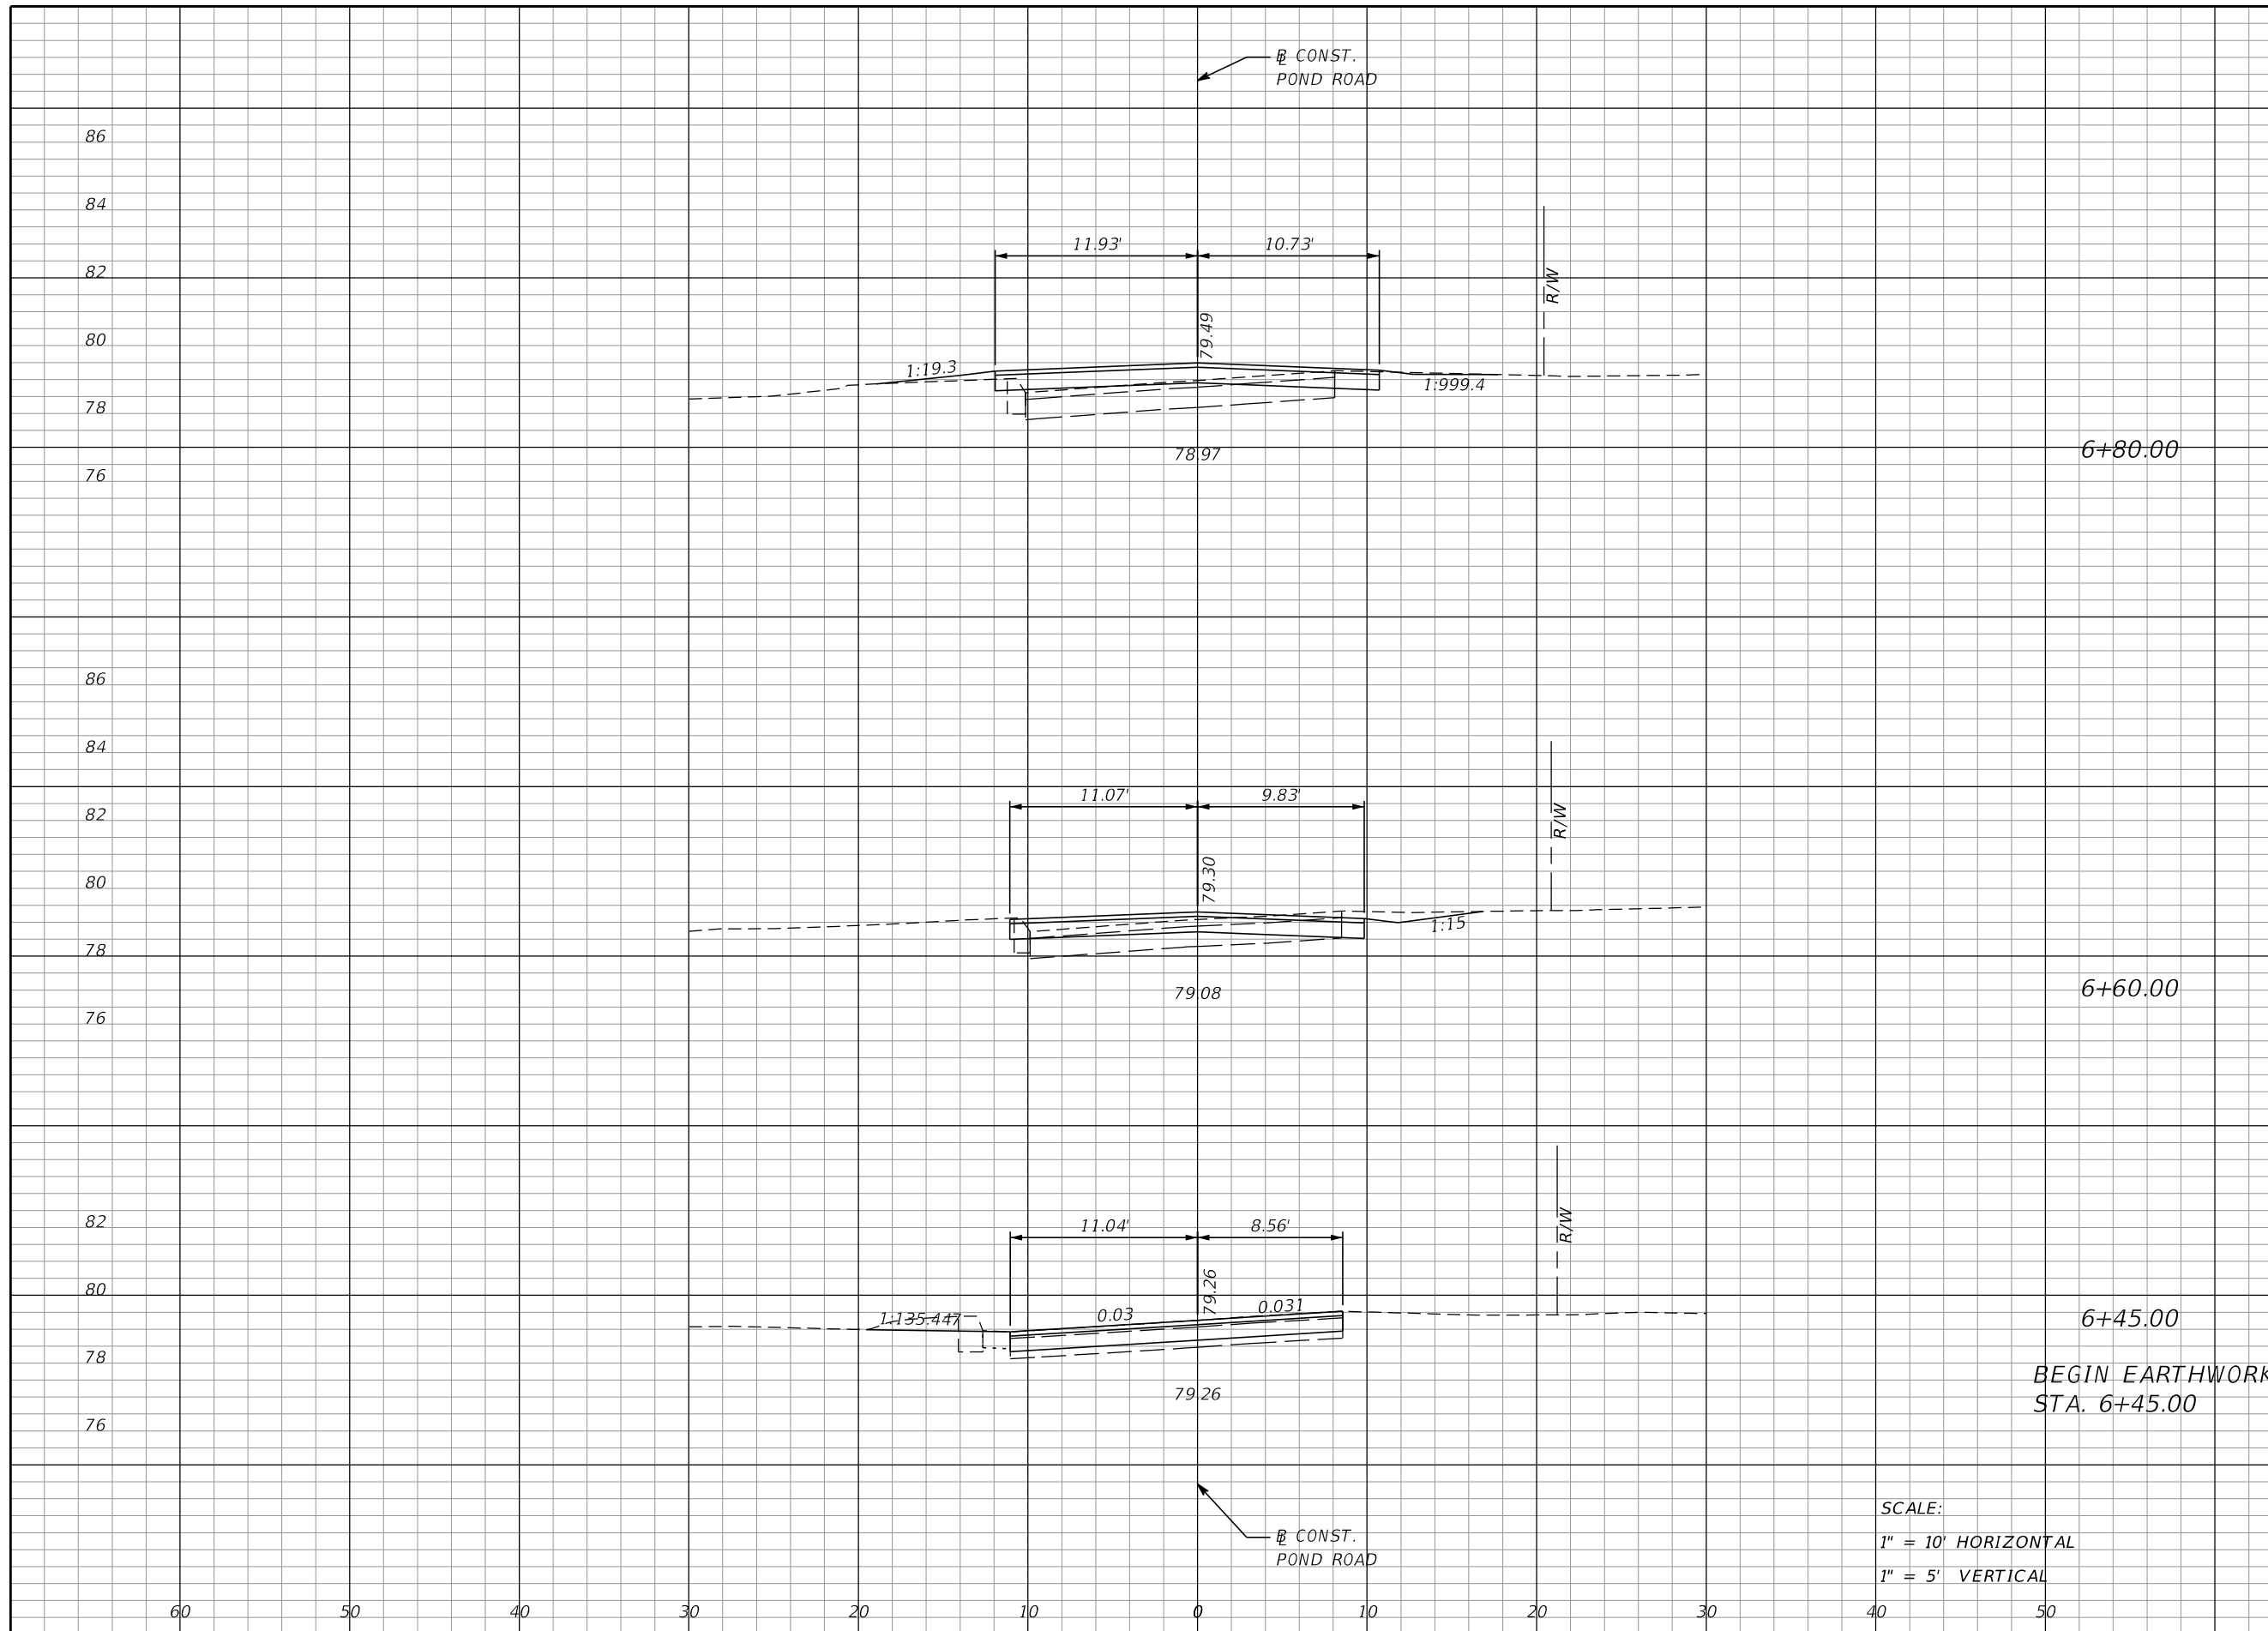 BL CONST.
POND ROAD
86
84
11.93' 10.73'
82 R/W
79.49
80
1:19.3 1:999.4
78
78.97 6+80.00
76
86
84
11.07' 9.83'
82 R/W
79.30
80
1:15
78
79.08 6+60.00
76
82 11.04' 8.56' R/W
79.26
80
1:135.447 0.03 0.031 6+45.00
78
BEGIN EARTHWORK
79.26
STA. 6+45.00
76
SCALE:
BL CONST.
POND ROAD
1" = 10' HORIZONTAL
1" = 5' VERTICAL
60 50 40 30 20 10 0 10 20 30 40 50